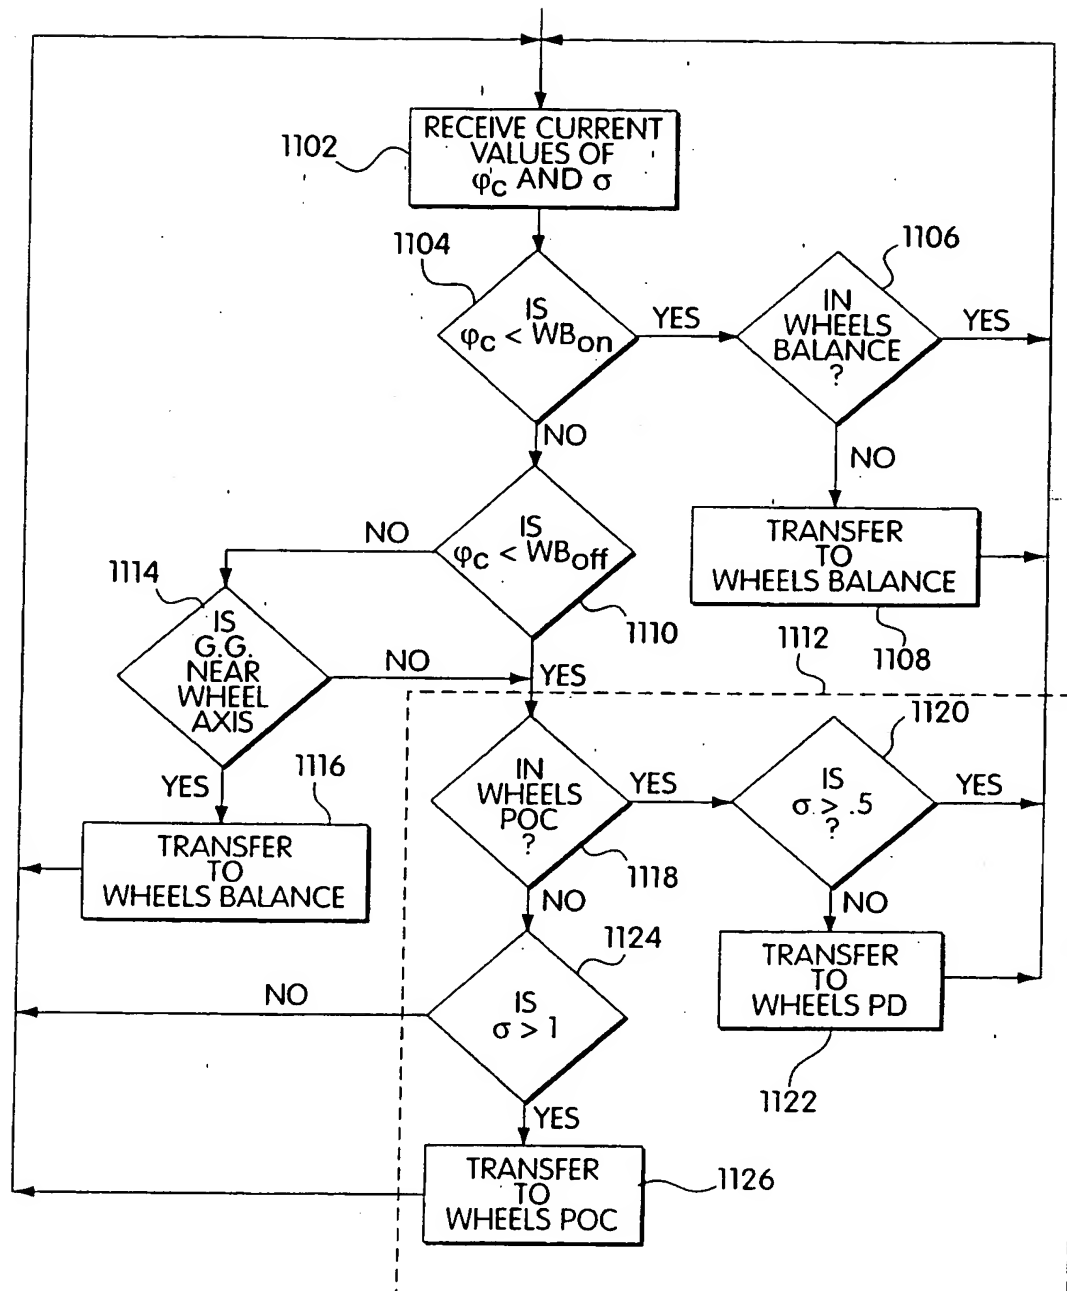 1102
RECEIVE CURRENT
VALUES OF
φc AND σ
1104
IS
φc < WBon
YES
NO
1106
IN
WHEELS
BALANCE
?
YES
NO
TRANSFER
TO
WHEELS BALANCE
1108
IS
φc < WBoff
1110
NO
YES
1114
IS
G.G.
NEAR
WHEEL
AXIS
NO
YES
1116
TRANSFER
TO
WHEELS BALANCE
1112
IN
WHEELS
POC
?
1118
YES
NO
1120
IS
σ > .5
?
YES
NO
TRANSFER
TO
WHEELS PD
1122
1124
IS
σ > 1
NO
YES
TRANSFER
TO
WHEELS POC
1126